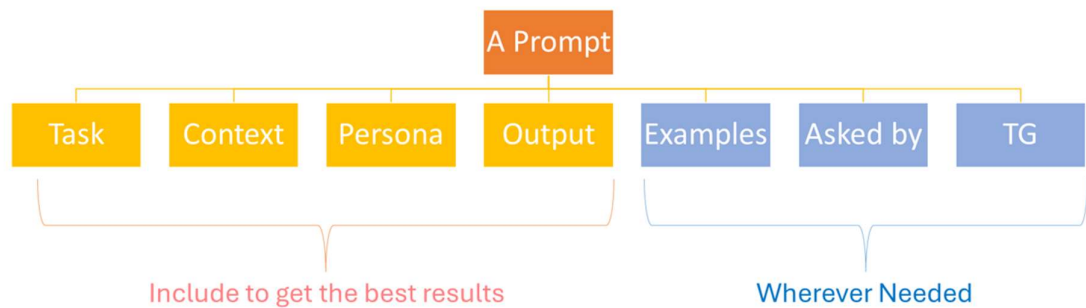 A Prompt
Task
Context
Persona
Output
Examples
Asked by
TG
Include to get the best results
Wherever Needed